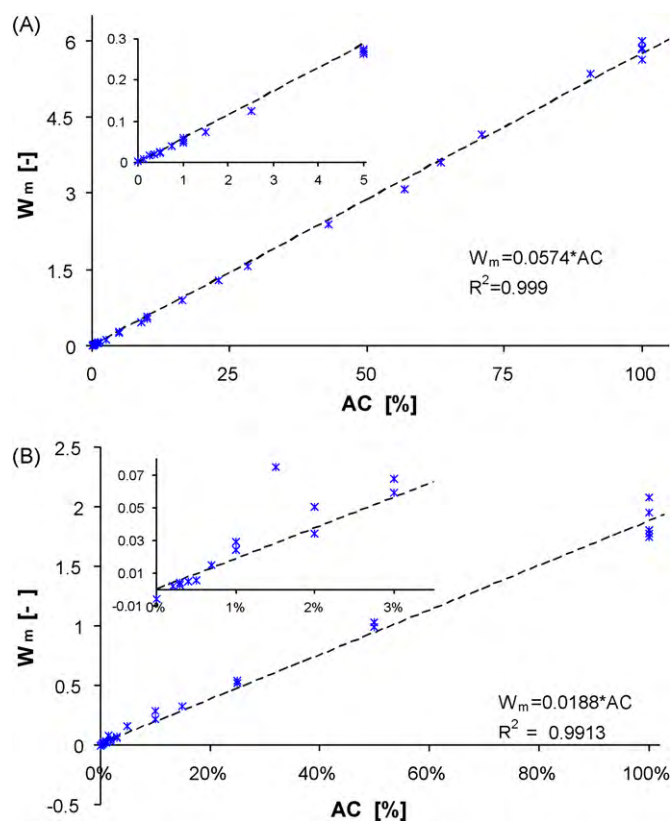 (A)
6
4.5
3
1.5
0
W m [-]
0.3
0.2
0.1
0
0 1 2 3 4 5
Wm=0.0574*AC
R2=0.999
0 25 50 75 100
AC [%]
(B)
2.5
2
1.5
1
0.5
0
-0.5
W m [- ]
0.07
0.05
0.03
0.01
-0.01
1% 2% 3%
Wm=0.0188*AC
R2 = 0.9913
0% 20% 40% 60% 80% 100%
AC [%]